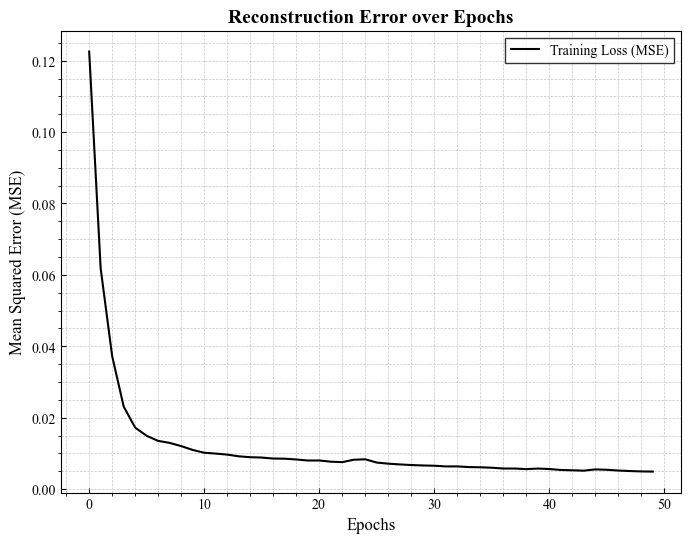 Reconstruction Error over Epochs
Training Loss (MSE)
Mean Squared Error (MSE)
0.12
0.10
0.08
0.06
0.04
0.02
0.00
0 10 20 30 40 50
Epochs